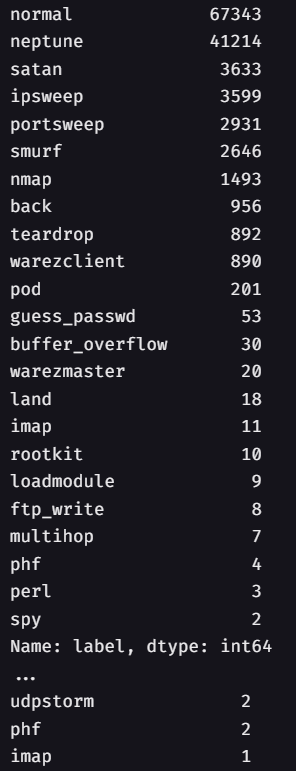 normal 67343
neptune 41214
satan 3633
ipsweep 3599
portsweep 2931
smurf 2646
nmap 1493
back 956
teardrop 892
warezclient 890
pod 201
guess_passwd 53
buffer_overflow 30
warezmaster 20
land 18
imap 11
rootkit 10
loadmodule 9
ftp_write 8
multihop 7
phf 4
perl 3
spy 2
Name: label, dtype: int64
...
udpstorm 2
phf 2
imap 1